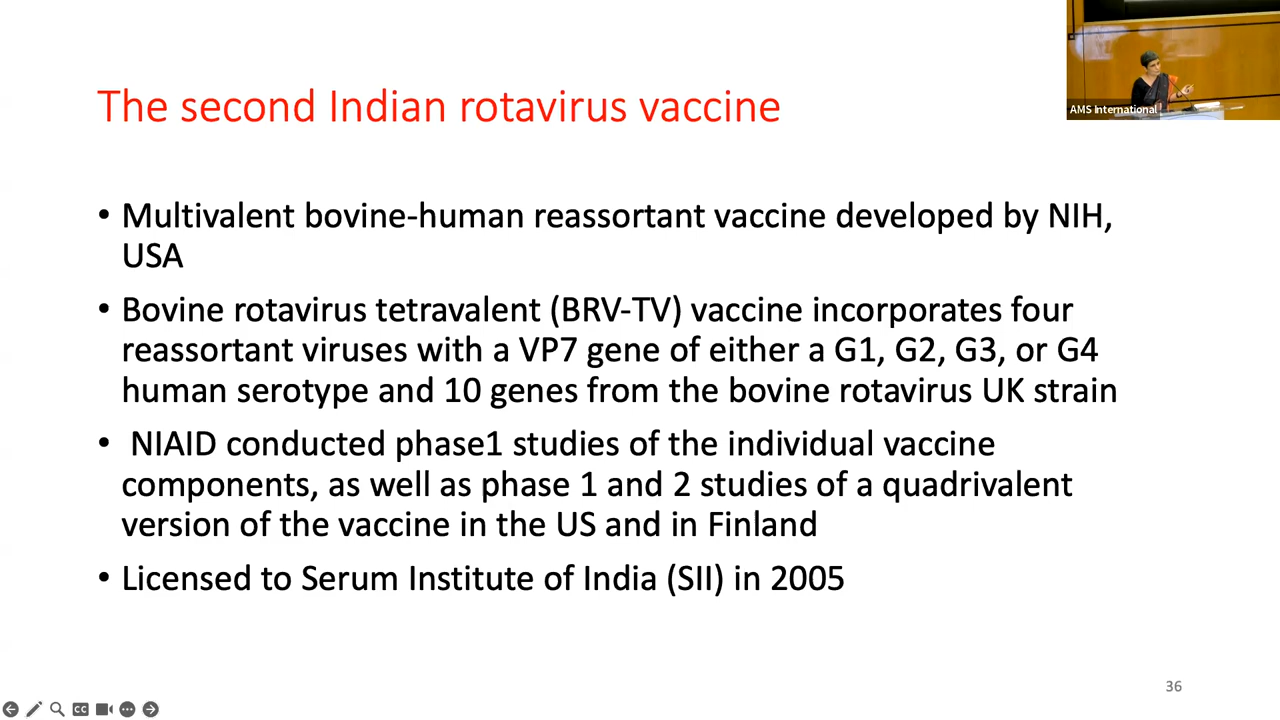 AMS International
The second Indian rotavirus vaccine
• Multivalent bovine-human reassortant vaccine developed by NIH,
USA
• Bovine rotavirus tetravalent (BRV-TV) vaccine incorporates four
reassortant viruses with a VP7 gene of either a G1, G2, G3, or G4
human serotype and 10 genes from the bovine rotavirus UK strain
• NIAID conducted phase1 studies of the individual vaccine
components, as well as phase 1 and 2 studies of a quadrivalent
version of the vaccine in the US and in Finland
• Licensed to Serum Institute of India (SII) in 2005
36
CC